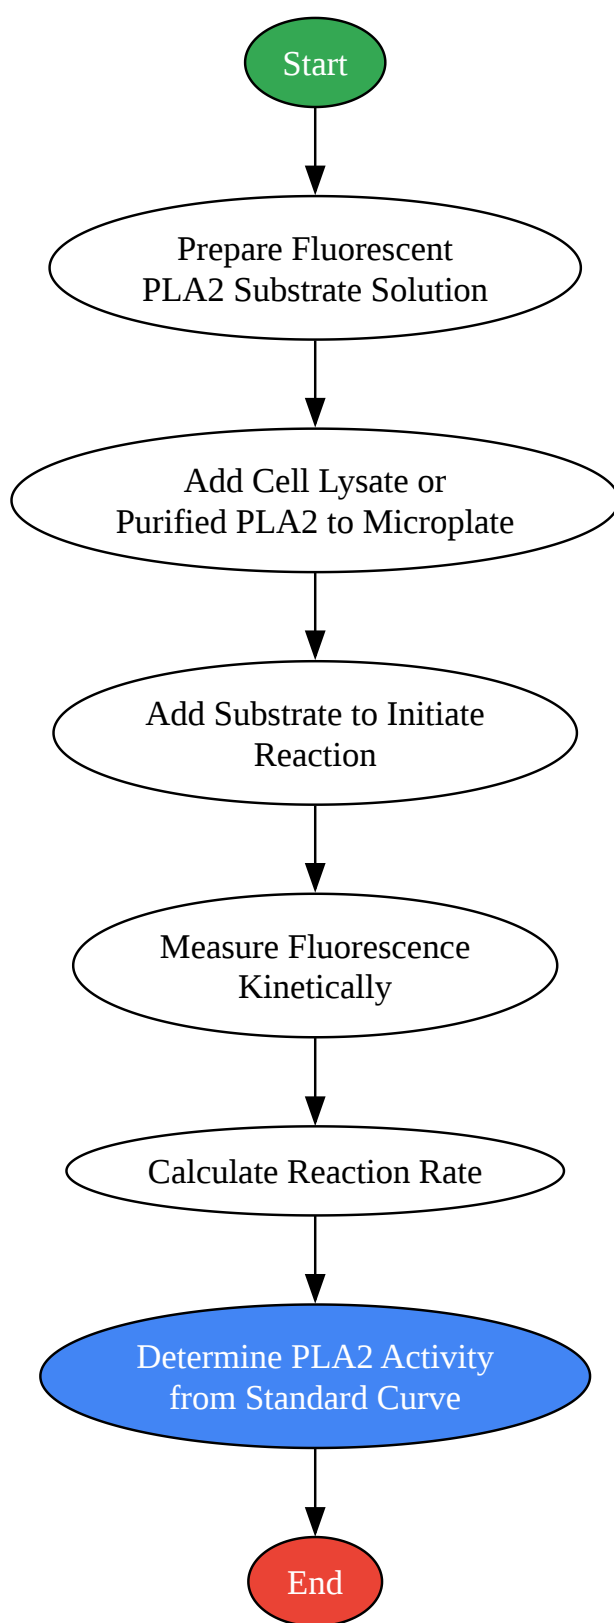 Start
Prepare Fluorescent
PLA2 Substrate Solution
Add Cell Lysate or
Purified PLA2 to Microplate
Add Substrate to Initiate
Reaction
Measure Fluorescence
Kinetically
Calculate Reaction Rate
Determine PLA2 Activity
from Standard Curve
End